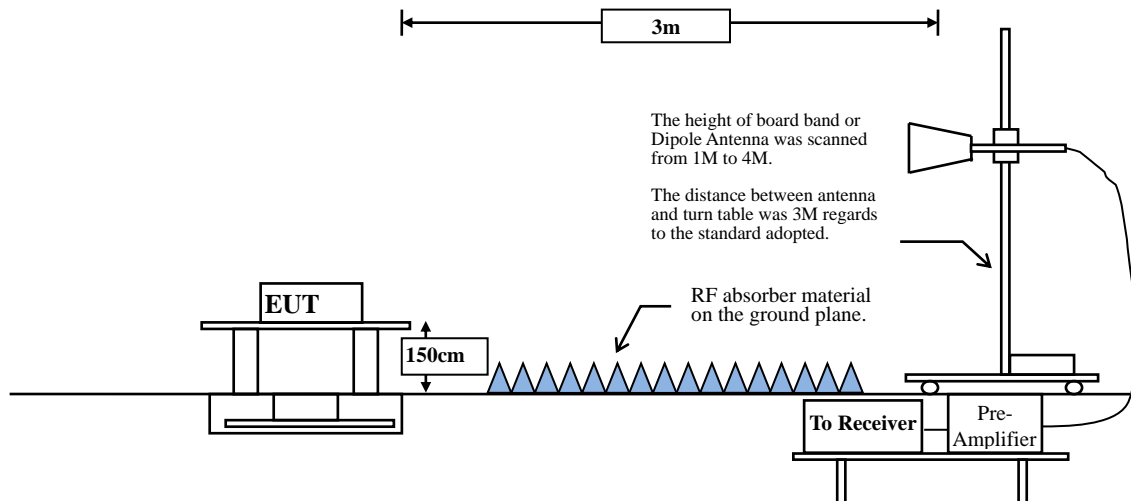 3m
The height of board band or
Dipole Antenna was scanned
from 1M to 4M.
The distance between antenna
and turn table was 3M regards
to the standard adopted.
EUT
RF absorber material
on the ground plane.
150cm
To Receiver
Pre-
Amplifier